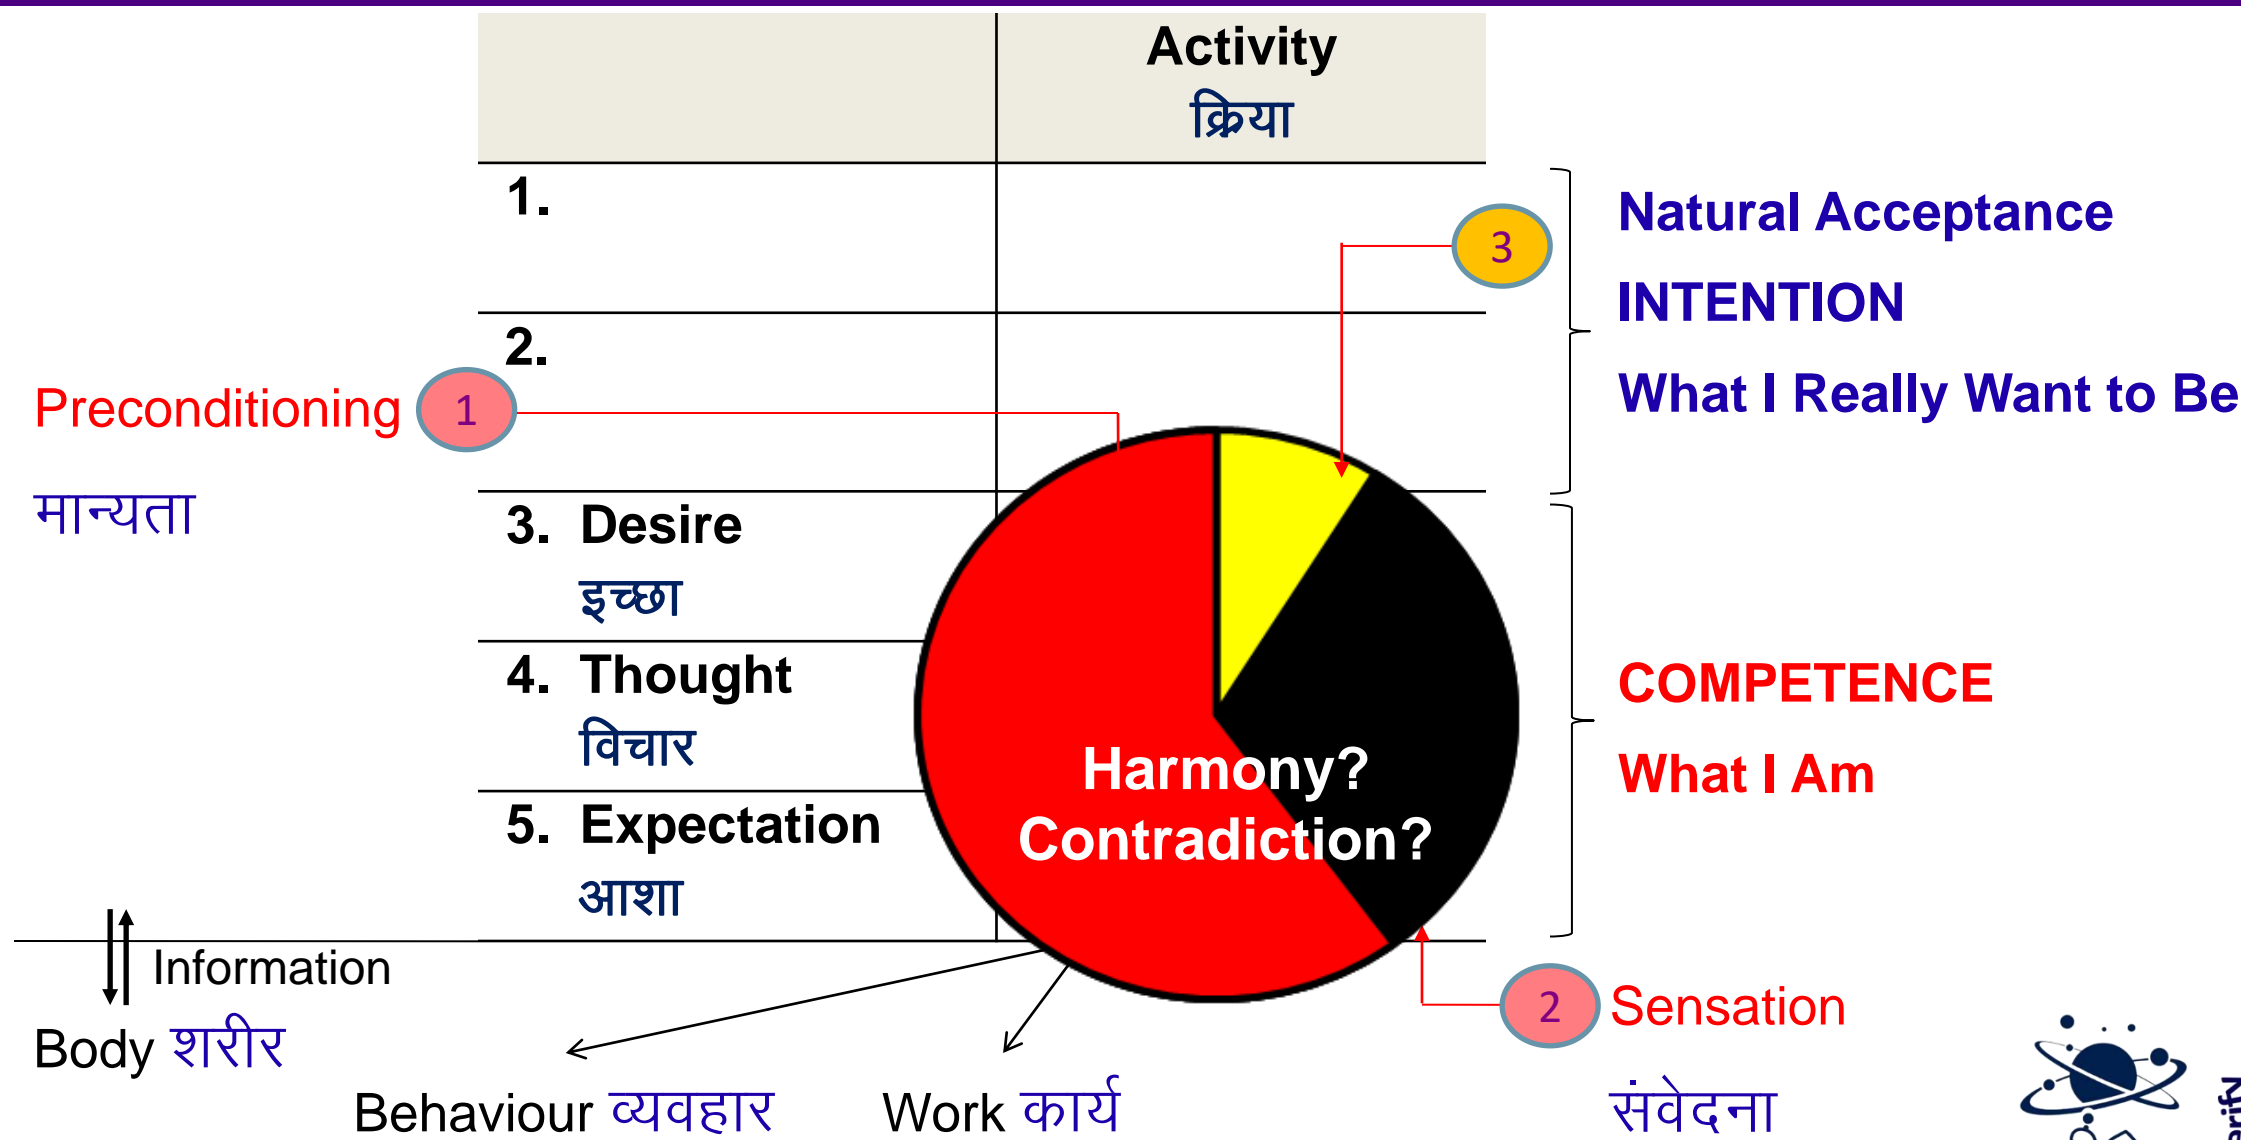 Activity
क्रिया
1.
3
Natural Acceptance
INTENTION
2.
What I Really Want to Be
Preconditioning 1
मान्यता
3. Desire
इच्छा
4. Thought
विचार
COMPETENCE
What I Am
Harmony?
Contradiction?
5. Expectation
आशा
Information
2 Sensation
Body शरीर
Behaviour व्यवहार
Work कार्य
संवेदना